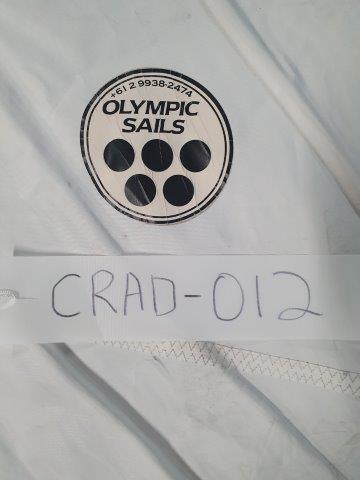 +61 2 9938-2474
OLYMPIC
SAILS
CRAD-012